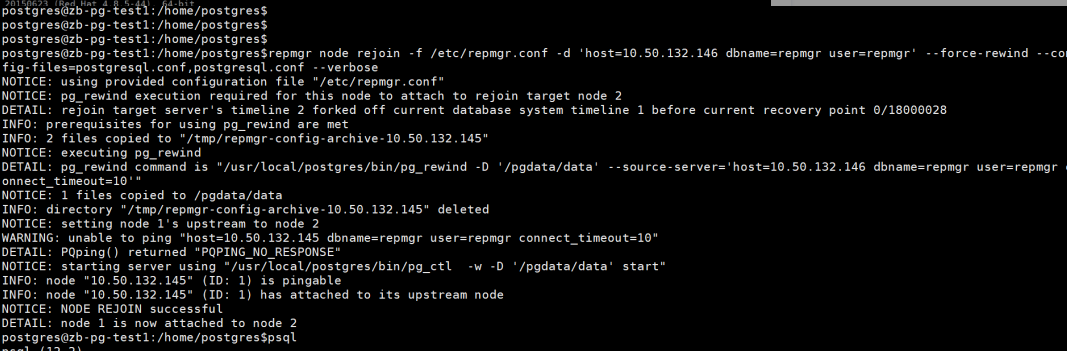 20150623 (Red Hat 4.8.5-44), 64-bit
postgres@zb-pg-test1:/home/postgres$
postgres@zb-pg-test1:/home/postgres$
postgres@zb-pg-test1:/home/postgres$
postgres@zb-pg-test1:/home/postgres$repmgr node rejoin -f /etc/repmgr.conf -d 'host=10.50.132.146 dbname=repmgr user=repmgr' --force-rewind --con
fig-files=postgresql.conf,postgresql.conf --verbose
NOTICE: using provided configuration file "/etc/repmgr.conf"
NOTICE: pg_rewind execution required for this node to attach to rejoin target node 2
DETAIL: rejoin target server's timeline 2 forked off current database system timeline 1 before current recovery point 0/18000028
INFO: prerequisites for using pg_rewind are met
INFO: 2 files copied to "/tmp/repmgr-config-archive-10.50.132.145"
NOTICE: executing pg_rewind
DETAIL: pg_rewind command is "/usr/local/postgres/bin/pg_rewind -D '/pgdata/data' --source-server='host=10.50.132.146 dbname=repmgr user=repmgr c
onnect_timeout=10'"
NOTICE: 1 files copied to /pgdata/data
INFO: directory "/tmp/repmgr-config-archive-10.50.132.145" deleted
NOTICE: setting node 1's upstream to node 2
WARNING: unable to ping "host=10.50.132.145 dbname=repmgr user=repmgr connect_timeout=10"
DETAIL: PQping() returned "PQPING_NO_RESPONSE"
NOTICE: starting server using "/usr/local/postgres/bin/pg_ctl  -w -D '/pgdata/data' start"
INFO: node "10.50.132.145" (ID: 1) is pingable
INFO: node "10.50.132.145" (ID: 1) has attached to its upstream node
NOTICE: NODE REJOIN successful
DETAIL: node 1 is now attached to node 2
postgres@zb-pg-test1:/home/postgres$psql
psql (12.2)